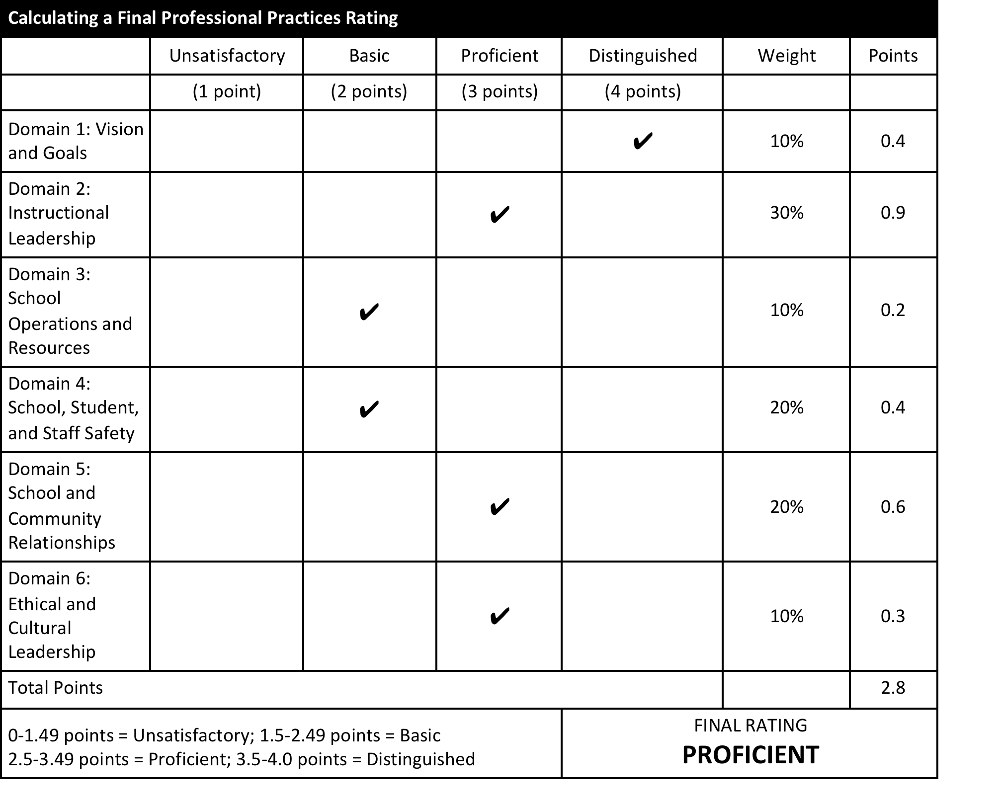 Calculating a Final Professional Practices Rating
Unsatisfactory Basic Proficient Distinguished Weight Points
(1 point) (2 points) (3 points) (4 points)
Domain 1: Vision
and Goals
✔ 10% 0.4
Domain 2:
Instructional
Leadership
✔ 30% 0.9
Domain 3:
School
Operations and
Resources
✔ 10% 0.2
Domain 4:
School, Student,
and Staff Safety
✔ 20% 0.4
Domain 5:
School and
Community
Relationships
✔ 20% 0.6
Domain 6:
Ethical and
Cultural
Leadership
✔ 10% 0.3
Total Points 2.8
0-1.49 points = Unsatisfactory; 1.5-2.49 points = Basic
2.5-3.49 points = Proficient; 3.5-4.0 points = Distinguished
FINAL RATING
PROFICIENT